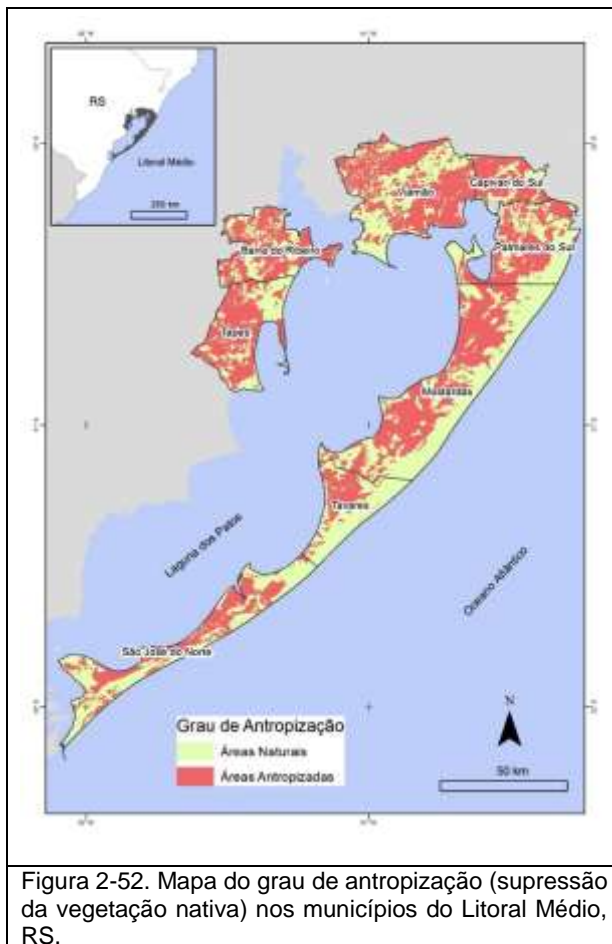 RS
Litoral Médio
Viamão
Capivari do Sul
Palmares do Sul
Barra do Ribeiro
Tapes
Mostardas
Tavares
Laguna dos Patos
Oceano Atlântico
São José do Norte
N
Grau de Antropização
Áreas Naturais
Áreas Antropizadas
50 km
Figura 2-52. Mapa do grau de antropização (supressão
da vegetação nativa) nos municípios do Litoral Médio,
RS.